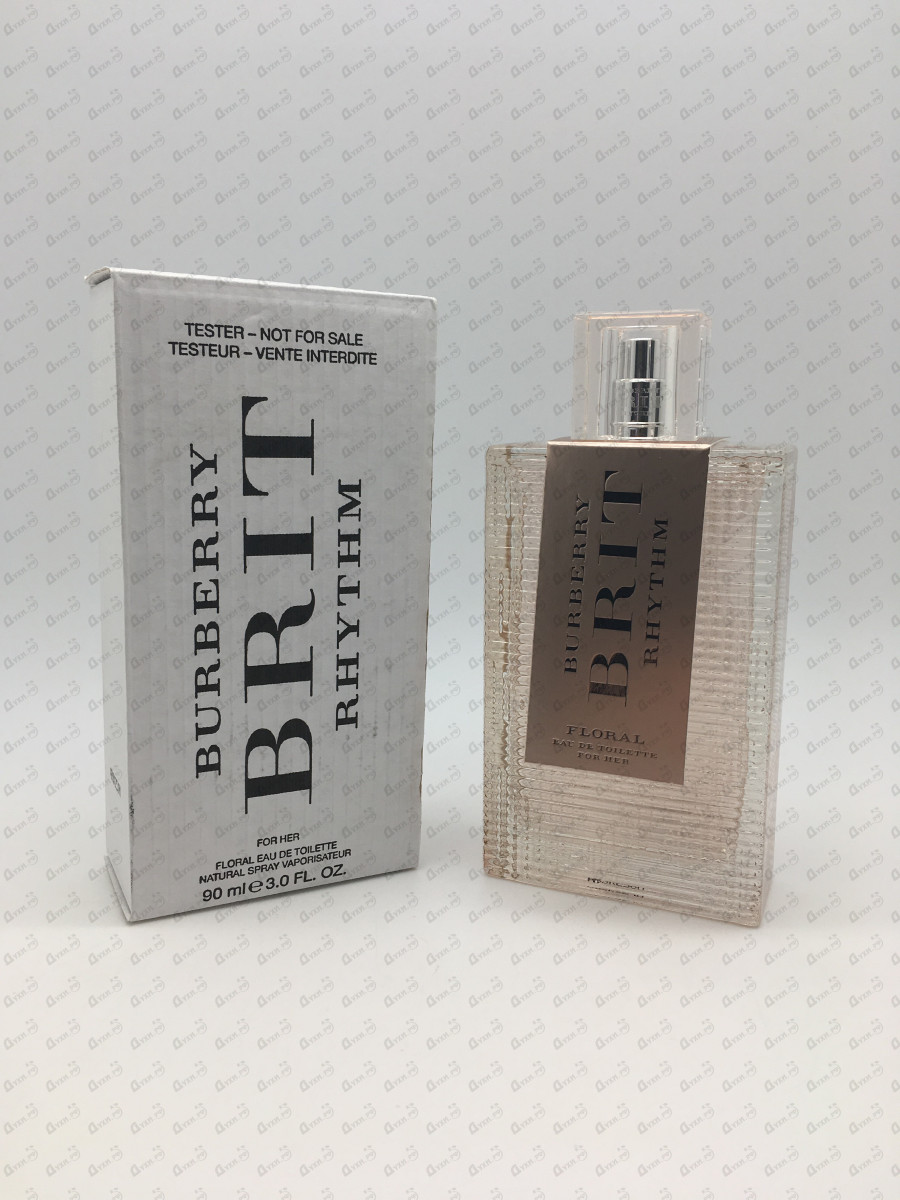 TESTER – NOT FOR SALE
TESTEUR – VENTE INTERDITE
BURBERRY
BRIT
RHYTHM
FOR HER
FLORAL EAU DE TOILETTE
NATURAL SPRAY VAPORISATEUR
90 ml e 3.0 FL. OZ.
BURBERRY
BRIT
RHYTHM
FLORAL
EAU DE TOILETTE
FOR HER